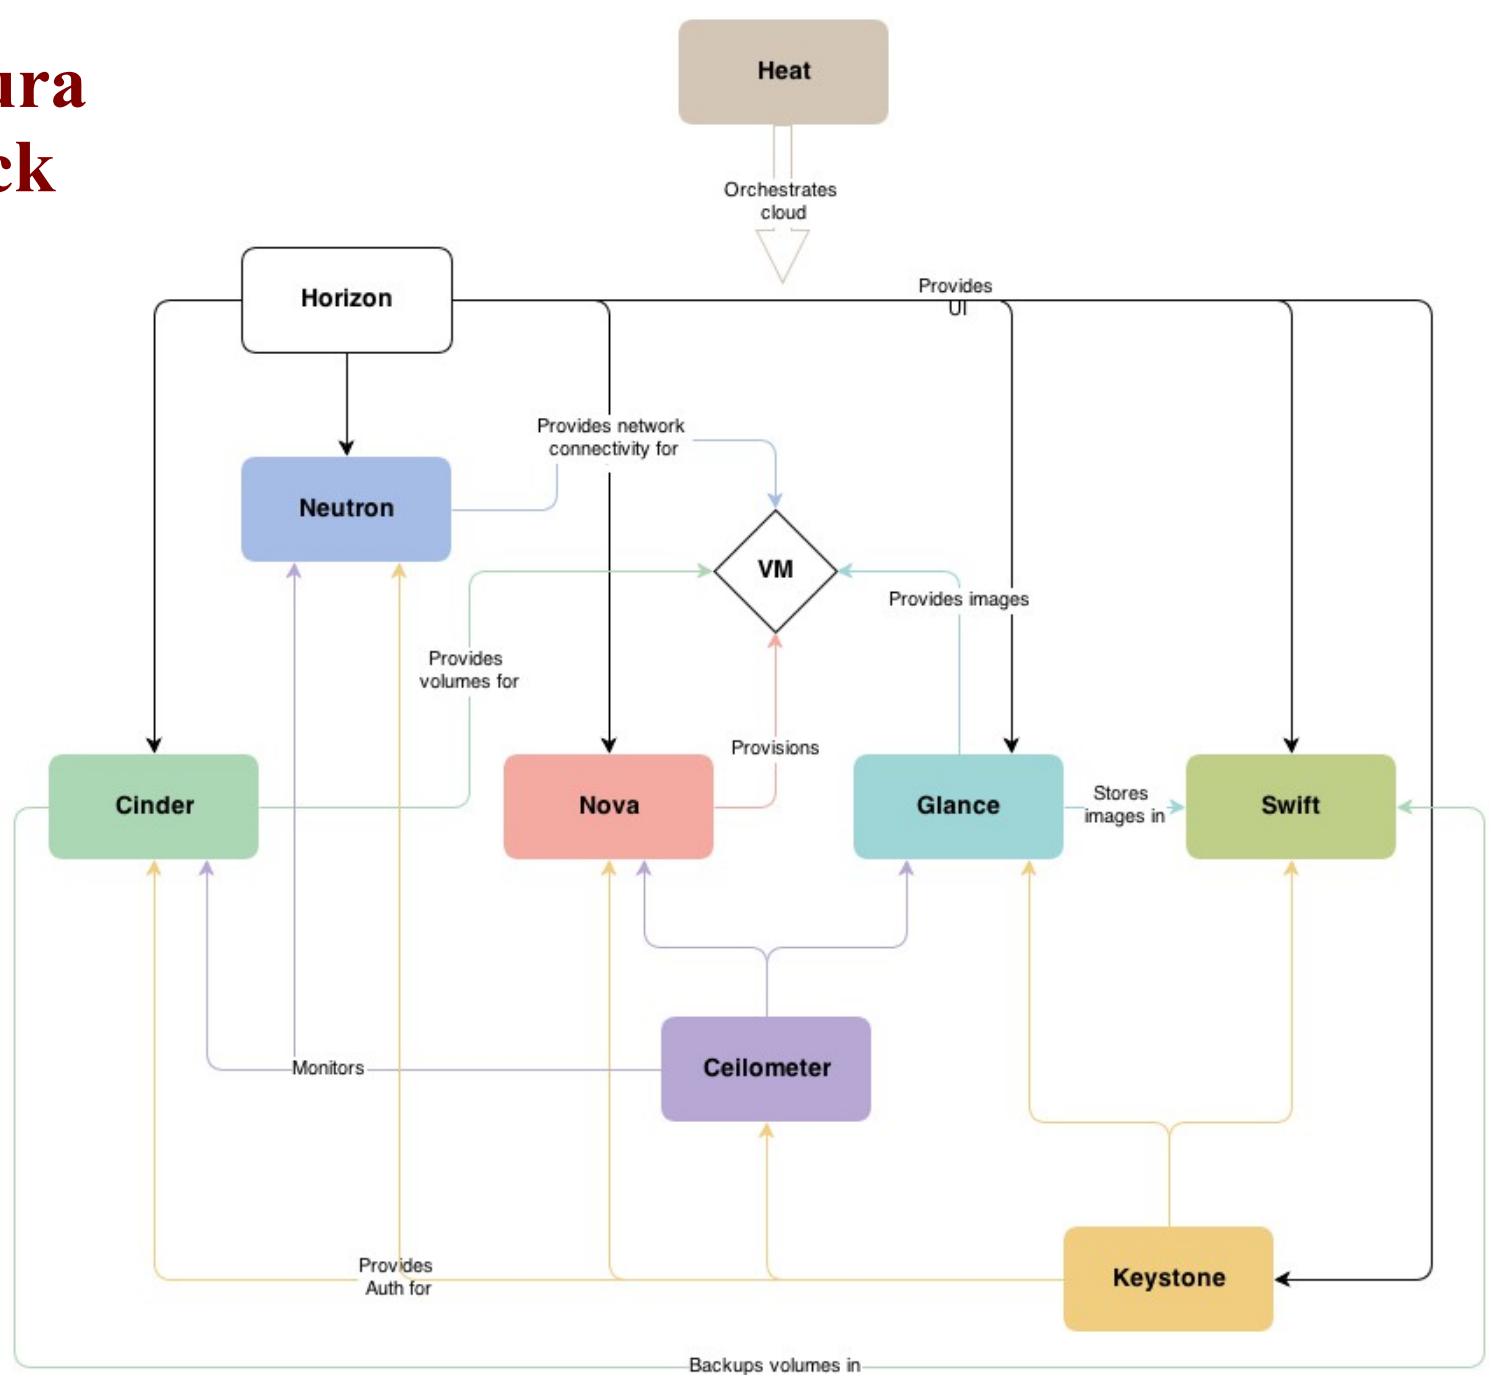 ura
ck
Heat
Orchestrates
cloud
Horizon
Provides
UI
Provides network
connectivity for
Neutron
VM
Provides images
Provides
volumes for
Provisions
Cinder
Nova
Glance
Stores
images in
Swift
Monitors
Ceilometer
Provides
Auth for
Keystone
Backups volumes in